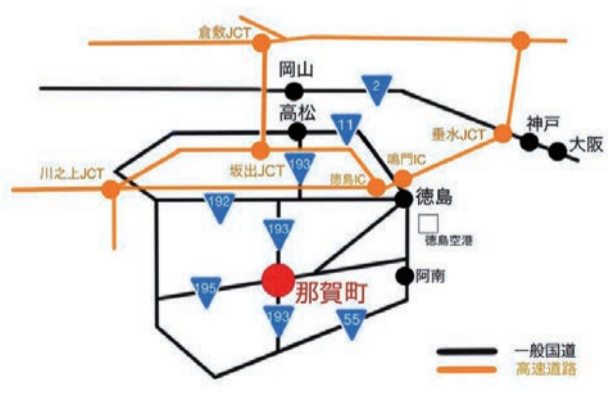 倉敷JCT
岡山
2
高松
11
神戸
垂水JCT
大阪
鳴門IC
坂出JCT
193
川之上JCT
徳島IC
徳島
192
193
徳島空港
阿南
195
那賀町
193
55
一般国道
高速道路